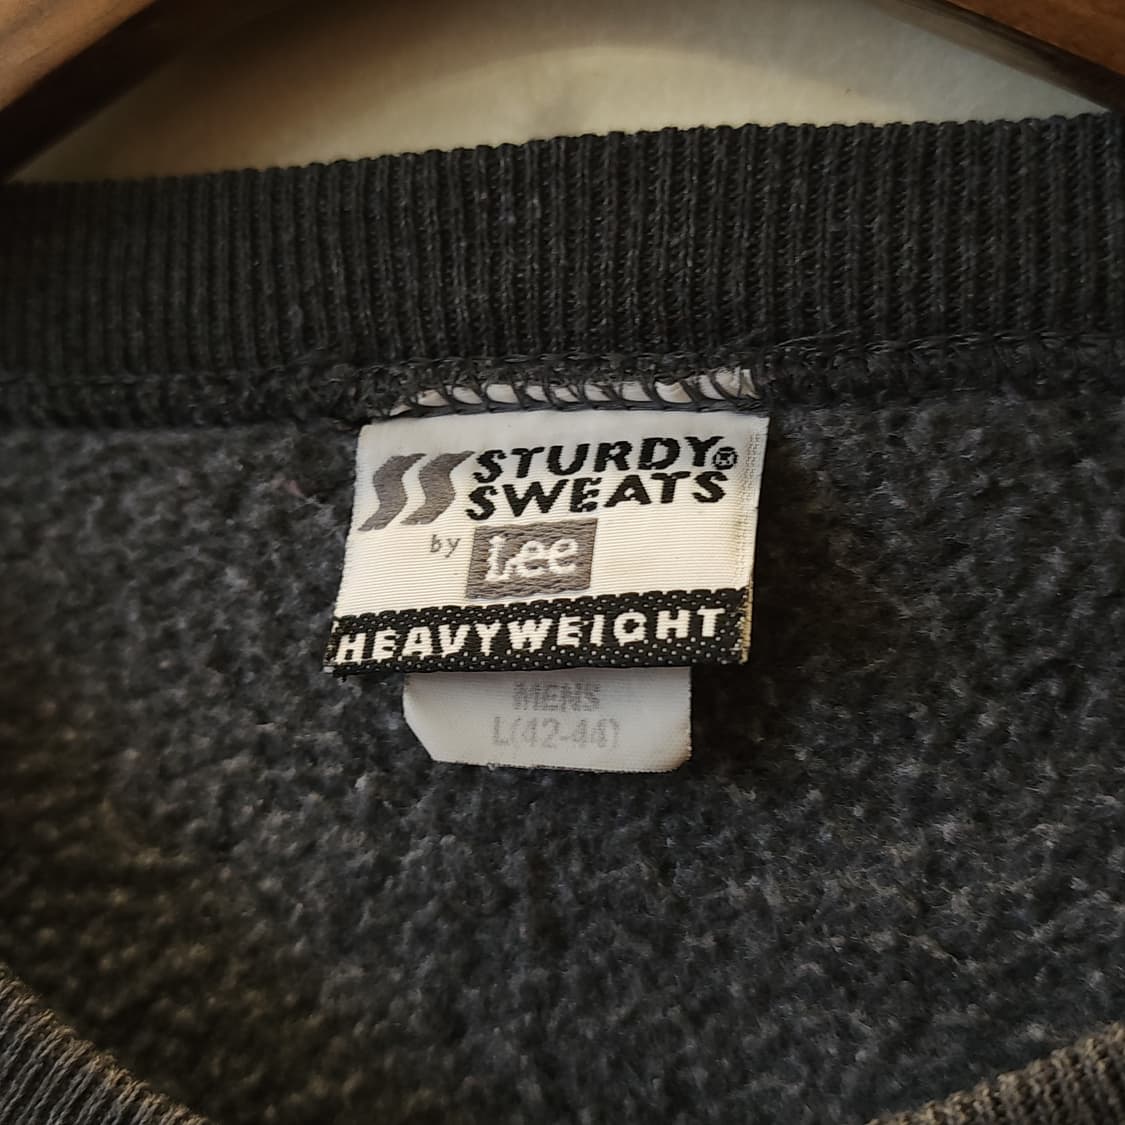 STURDY®
SWEATS
by Lee
HEAVYWEIGHT
MENS
L(42-44)